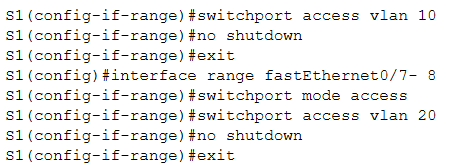 S1(config-if-range)#switchport access vlan 10
S1(config-if-range)#no shutdown
S1(config-if-range)#exit
S1(config)#interface range fastEthernet0/7- 8
S1(config-if-range)#switchport mode access
S1(config-if-range)#switchport access vlan 20
S1(config-if-range)#no shutdown
S1(config-if-range)#exit